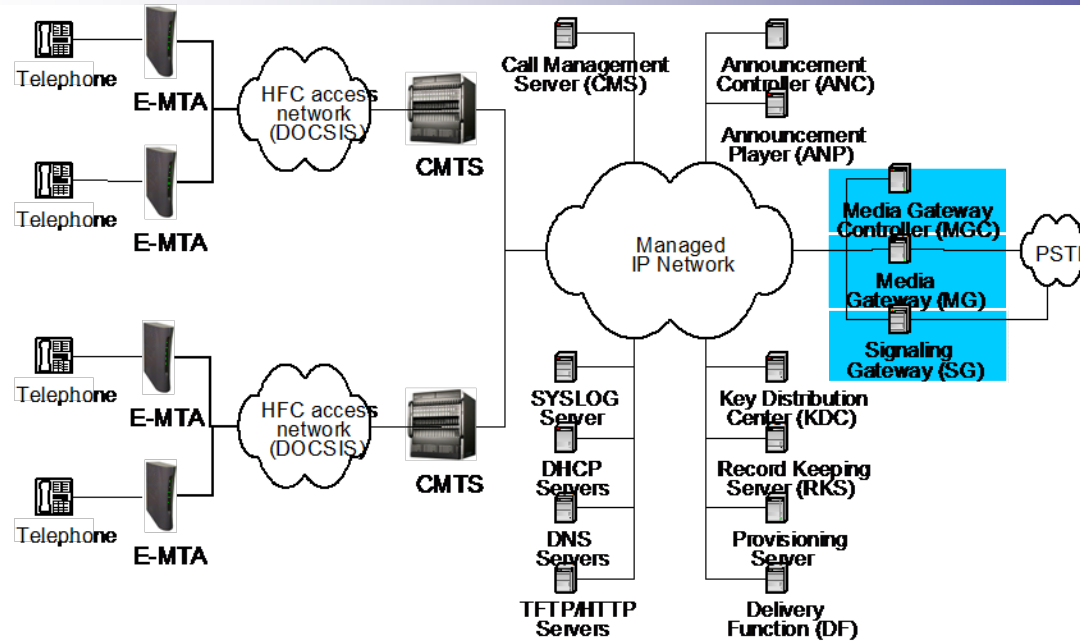 Telephone
E-MTA
Telephone
E-MTA
HFC access
network
(DOCSIS)
CMTS
Call Management
Server (CMS)
Announcement
Controller (ANC)
Announcement
Player (ANP)
Managed
IP Network
Media Gateway
Controller (MGC)
Media
Gateway (MG)
Signaling
Gateway (SG)
Telephone
E-MTA
Telephone
E-MTA
HFC access
network
(DOCSIS)
CMTS
SYSLOG
Server
DHCP
Servers
DNS
Servers
TFTP/HTTP
Servers
Key Distribution
Center (KDC)
Record Keeping
Server (RKS)
Provisioning
Server
Delivery
Function (DF)